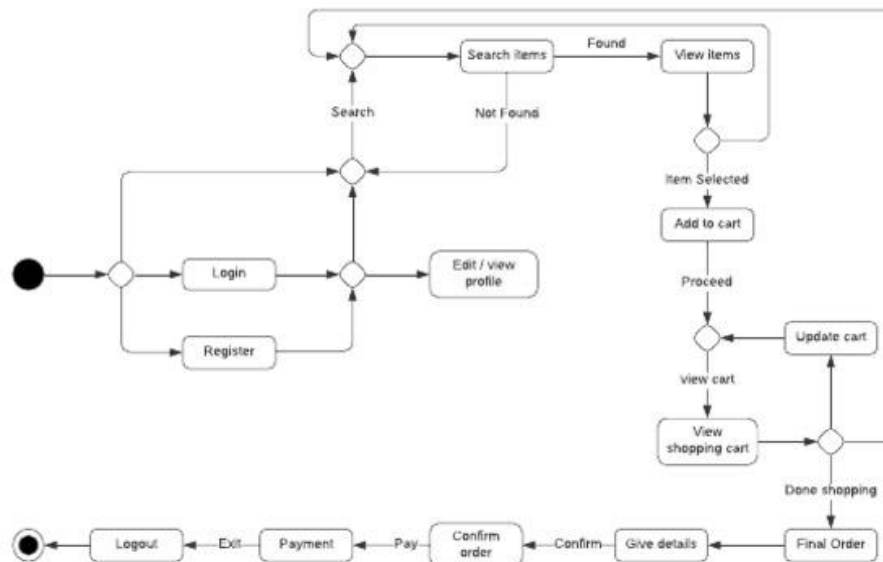 Found
Search items
View items
Search
Not Found
Item Selected
Add to cart
Login
Edit / view
profile
Proceed
Register
Update cart
View cart
View
shopping cart
Done shopping
Logout
Exit
Payment
Pay
Confirm
order
Confirm
Give details
Final Order